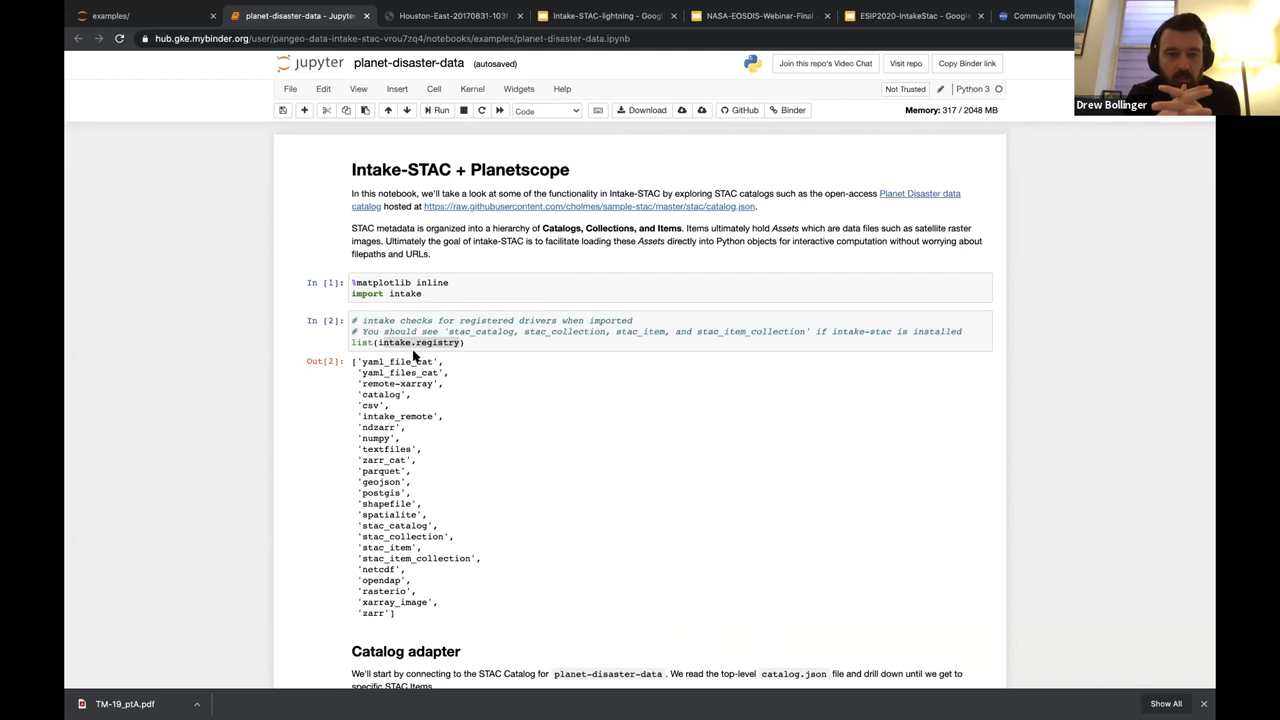 examples/
planet-disaster-data - Jupyter
Houston-East-20170831-1039
Intake-STAC-lightning - Googl
NASA-EOSDIS-Webinar-Final
ESIP2020-IntakeStac - Google
Community Tools
hub.gke.mybinder.org/user/pangeo-data-intake-stac-vrou7zq4/notebooks/examples/planet-disaster-data.ipynb
jupyter planet-disaster-data (autosaved)
Join this repo's Video Chat
Visit repo
Copy Binder link
Drew Bollinger
File Edit View Insert Cell Kernel Widgets Help
Not Trusted
Python 3
Run
Code
Download
GitHub
Binder
Memory: 317 / 2048 MB
Intake-STAC + Planetscope
In this notebook, we'll take a look at some of the functionality in Intake-STAC by exploring STAC catalogs such as the open-access Planet Disaster data
catalog hosted at https://raw.githubusercontent.com/cholmes/sample-stac/master/stac/catalog.json.
STAC metadata is organized into a hierarchy of Catalogs, Collections, and Items. Items ultimately hold Assets which are data files such as satellite raster
images. Ultimately the goal of intake-STAC is to facilitate loading these Assets directly into Python objects for interactive computation without worrying about
filepaths and URLs.
In [1]: %matplotlib inline
import intake
In [2]: # intake checks for registered drivers when imported
# You should see 'stac_catalog, stac_collection, stac_item, and stac_item_collection' if intake-stac is installed
list(intake.registry)
Out[2]: ['yaml_file_cat',
'yaml_files_cat',
'remote-xarray',
'catalog',
'csv',
'intake_remote',
'ndzarr',
'numpy',
'textfiles',
'zarr_cat',
'parquet',
'geojson',
'postgis',
'shapefile',
'spatialite',
'stac_catalog',
'stac_collection',
'stac_item',
'stac_item_collection',
'netcdf',
'opendap',
'rasterio',
'xarray_image',
'zarr']
Catalog adapter
We'll start by connecting to the STAC Catalog for planet-disaster-data. We read the top-level catalog.json file and drill down until we get to
specific STAC Items.
TM-19_ptA.pdf
Show All